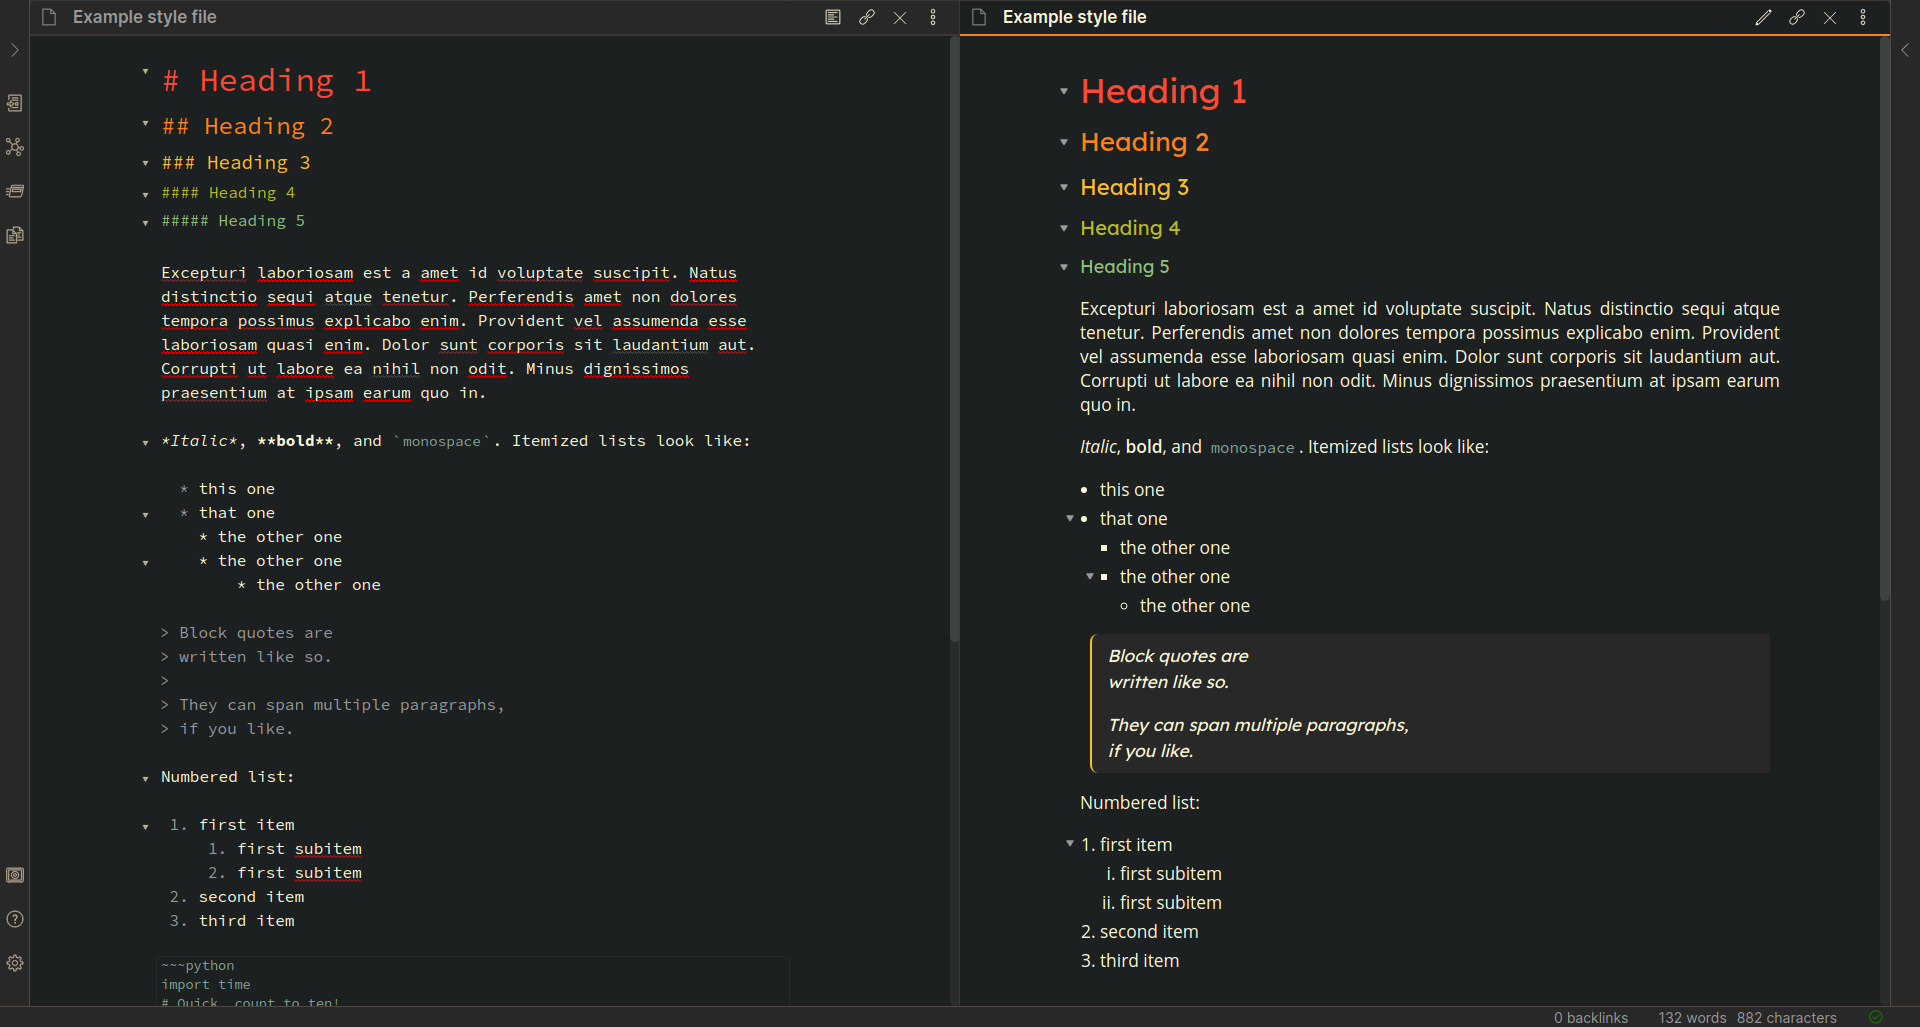 Example style file
# Heading 1
## Heading 2
### Heading 3
#### Heading 4
##### Heading 5
Excepturi laboriosam est a amet id voluptate suscipit. Natus
distinctio sequi atque tenetur. Perferendis amet non dolores
tempora possimus explicabo enim. Provident vel assumenda esse
laboriosam quasi enim. Dolor sunt corporis sit laudantium aut.
Corrupti ut labore ea nihil non odit. Minus dignissimos
praesentium at ipsam earum quo in.
*Italic*, **bold**, and `monospace`. Itemized lists look like:
* this one
* that one
* the other one
* the other one
* the other one
> Block quotes are
> written like so.
>
> They can span multiple paragraphs,
> if you like.
Numbered list:
1. first item
1. first subitem
2. first subitem
2. second item
3. third item
~~~python
import time
# Quick, count to ten!
Example style file
Heading 1
Heading 2
Heading 3
Heading 4
Heading 5
Excepturi laboriosam est a amet id voluptate suscipit. Natus distinctio sequi atque
tenetur. Perferendis amet non dolores tempora possimus explicabo enim. Provident
vel assumenda esse laboriosam quasi enim. Dolor sunt corporis sit laudantium aut.
Corrupti ut labore ea nihil non odit. Minus dignissimos praesentium at ipsam earum
quo in.
Italic, bold, and monospace. Itemized lists look like:
• this one
• that one
▪ the other one
▪ the other one
◦ the other one
Block quotes are
written like so.
They can span multiple paragraphs,
if you like.
Numbered list:
1. first item
i. first subitem
ii. first subitem
2. second item
3. third item
0 backlinks 132 words 882 characters